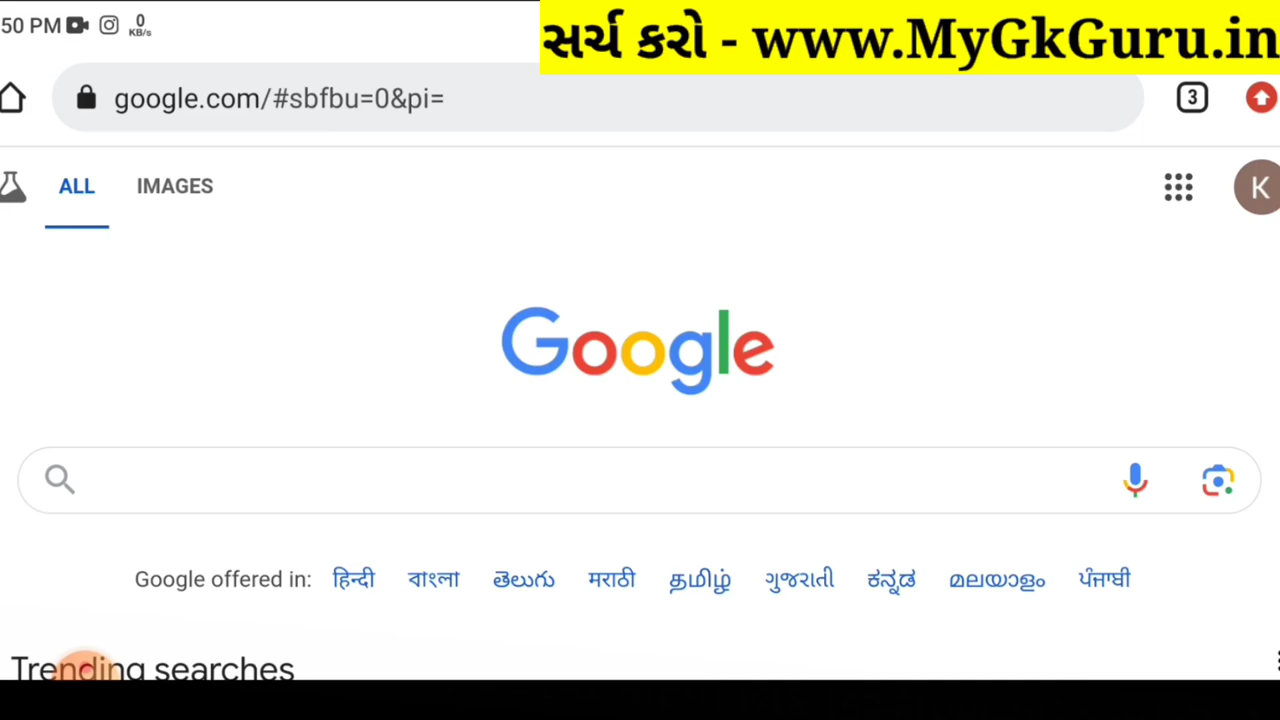 50 PM 0 KB/s
સર્ચ કરો - www.MyGkGuru.in
google.com/#sbfbu=0&pi= 3
ALL IMAGES K
Google
Google offered in: हिन्दी বাংলা తెలుగు मराठी தமிழ் ગુજરાતી ಕನ್ನಡ മലയാളം ਪੰਜਾਬੀ
Trending searches